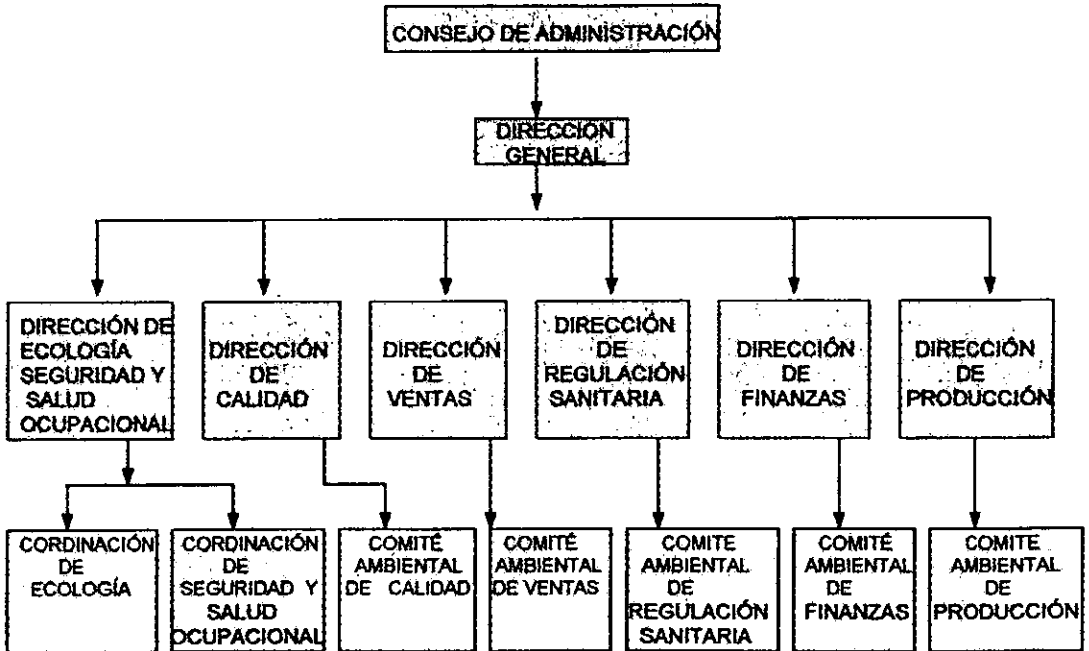 CONSEJO DE ADMINISTRACIÓN
DIRECCIÓN
GENERAL
DIRECCIÓN DE
ECOLOGÍA
SEGURIDAD Y
SALUD
OCUPACIONAL
DIRECCIÓN
DE
CALIDAD
DIRECCIÓN
DE
VENTAS
DIRECCIÓN
DE
REGULACIÓN
SANITARIA
DIRECCIÓN
DE
FINANZAS
DIRECCIÓN
DE
PRODUCCIÓN
CORDINACIÓN
DE
ECOLOGÍA
CORDINACIÓN
DE
SEGURIDAD Y
SALUD
OCUPACIONAL
COMITÉ
AMBIENTAL
DE CALIDAD
COMITÉ
AMBIENTAL
DE VENTAS
COMITE
AMBIENTAL
DE
REGULACIÓN
SANITARIA
COMITÉ
AMBIENTAL
DE
FINANZAS
COMITE
AMBIENTAL
DE
PRODUCCIÓN